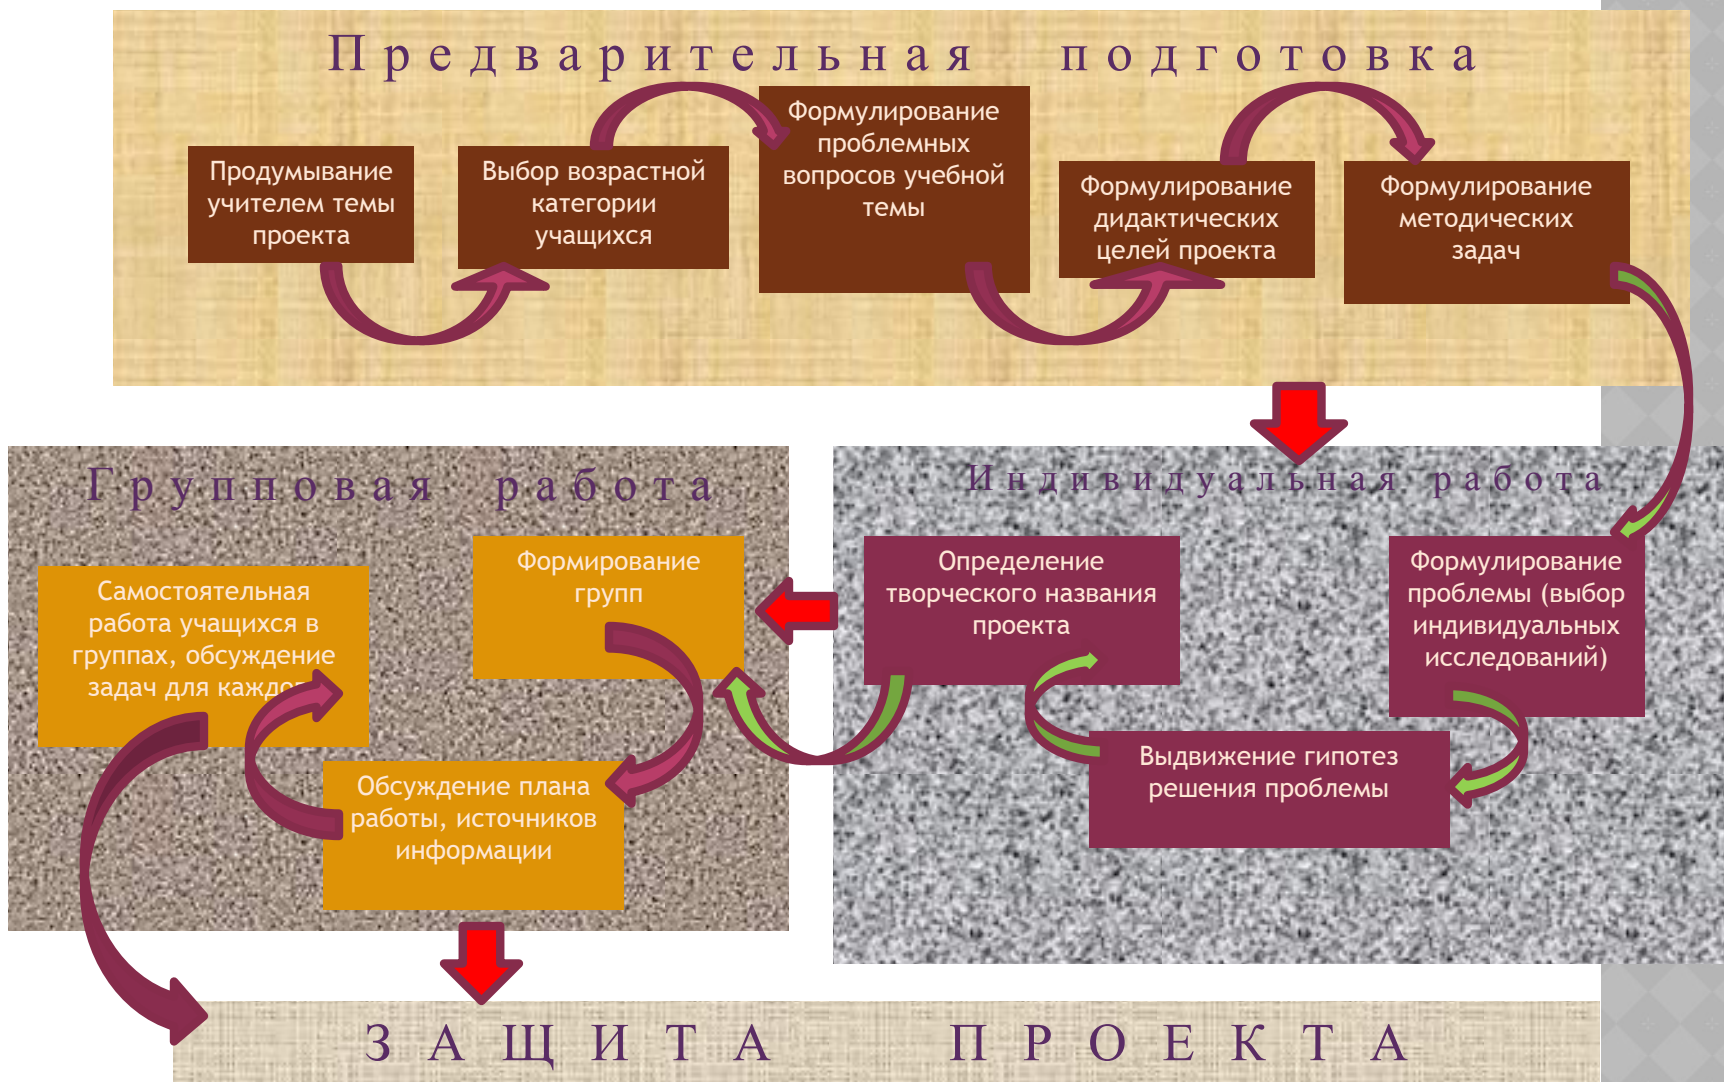 Предварительная подготовка
Продумывание
учителем темы
проекта
Выбор возрастной
категории
учащихся
Формулирование
проблемных
вопросов учебной
темы
Формулирование
дидактических
целей проекта
Формулирование
методических
задач
Групповая работа
Самостоятельная
работа учащихся в
группах, обсуждение
задач для
Формирование
групп
Обсуждение плана
работы, источников
информации
Индивидуальная работа
Определение
творческого названия
проекта
Формулирование
проблемы (выбор
индивидуальных
исследований)
Выдвижение гипотез
решения проблемы
ЗАЩИТА ПРОЕКТА